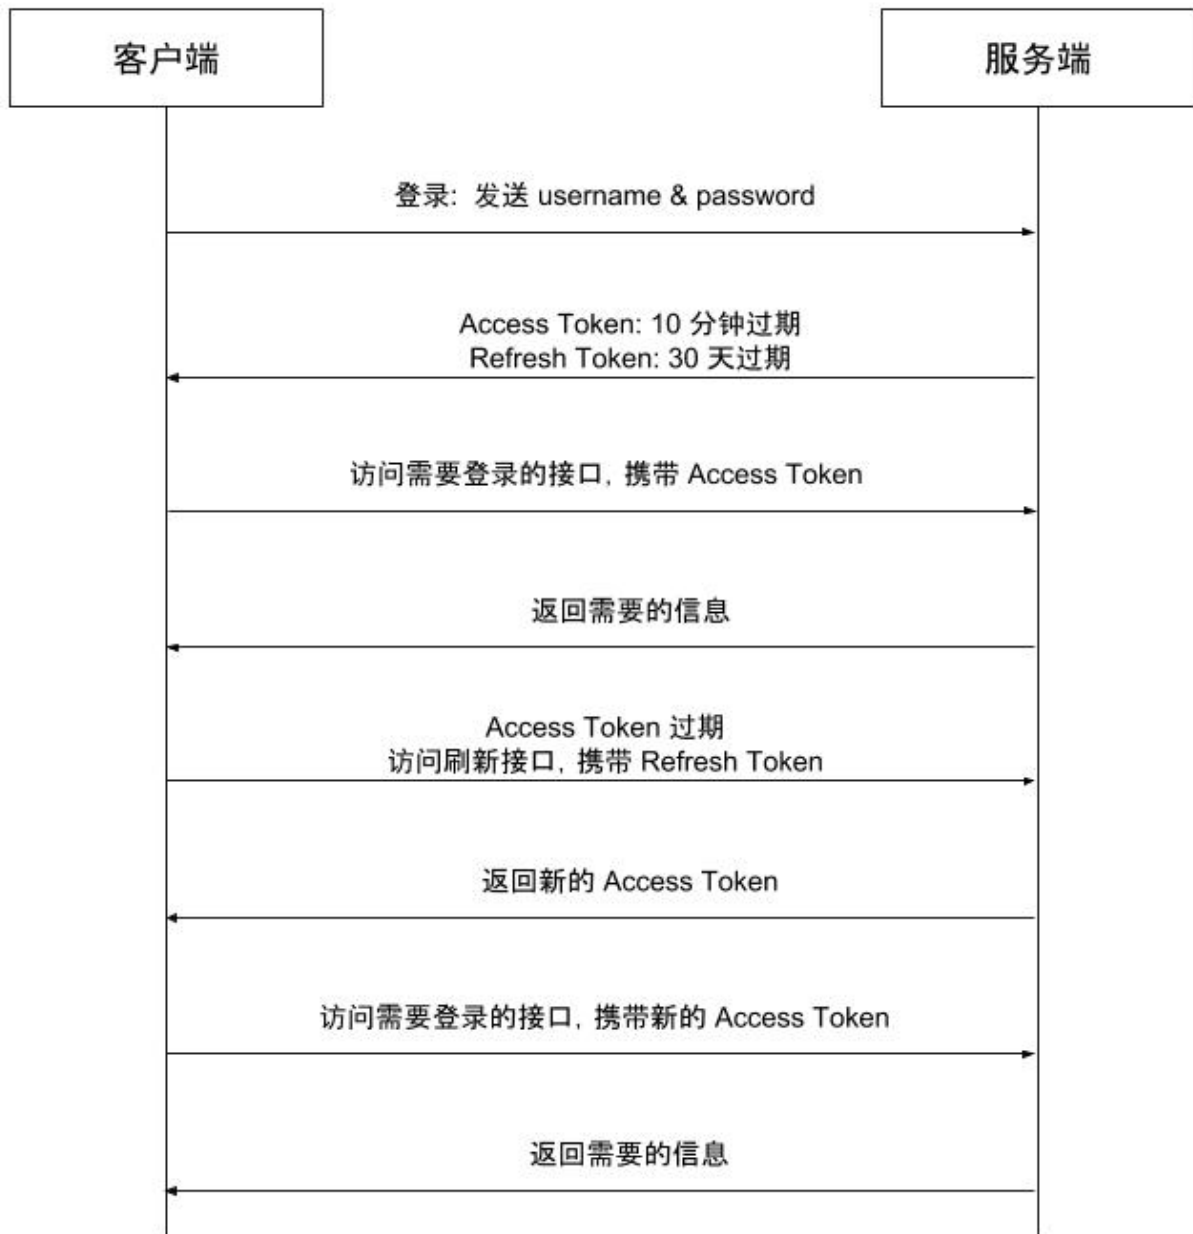 客户端
服务端
登录: 发送 username & password
Access Token: 10 分钟过期
Refresh Token: 30 天过期
访问需要登录的接口, 携带 Access Token
返回需要的信息
Access Token 过期
访问刷新接口, 携带 Refresh Token
返回新的 Access Token
访问需要登录的接口, 携带新的 Access Token
返回需要的信息